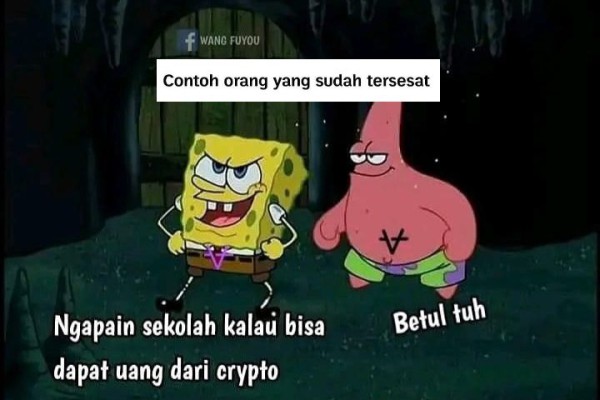 WANG FUYOU
Contoh orang yang sudah tersesat
Ngapain sekolah kalau bisa
dapat uang dari crypto
Betul tuh